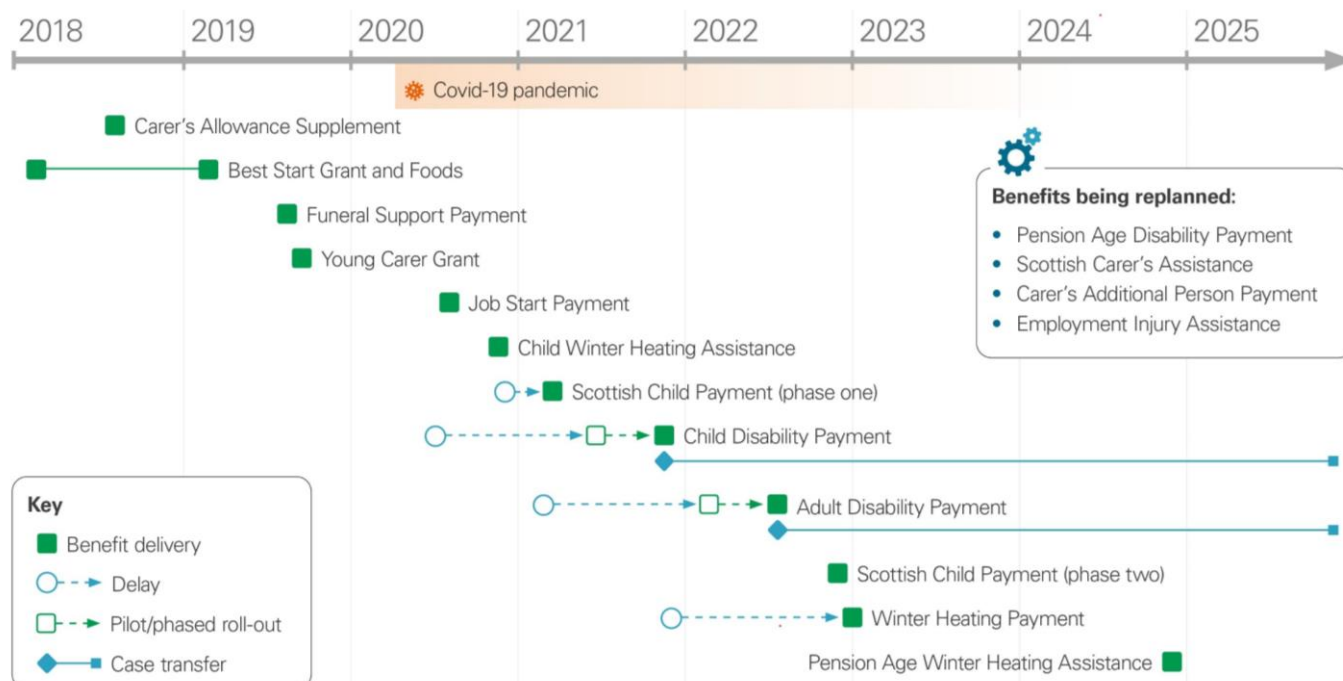 2018 2019 2020 2021 2022 2023 2024 2025
Covid-19 pandemic
Carer's Allowance Supplement
Best Start Grant and Foods
Funeral Support Payment
Young Carer Grant
Job Start Payment
Child Winter Heating Assistance
Scottish Child Payment (phase one)
Child Disability Payment
Adult Disability Payment
Scottish Child Payment (phase two)
Winter Heating Payment
Pension Age Winter Heating Assistance
Benefits being replanned:
• Pension Age Disability Payment
• Scottish Carer's Assistance
• Carer's Additional Person Payment
• Employment Injury Assistance
Key
Benefit delivery
Delay
Pilot/phased roll-out
Case transfer